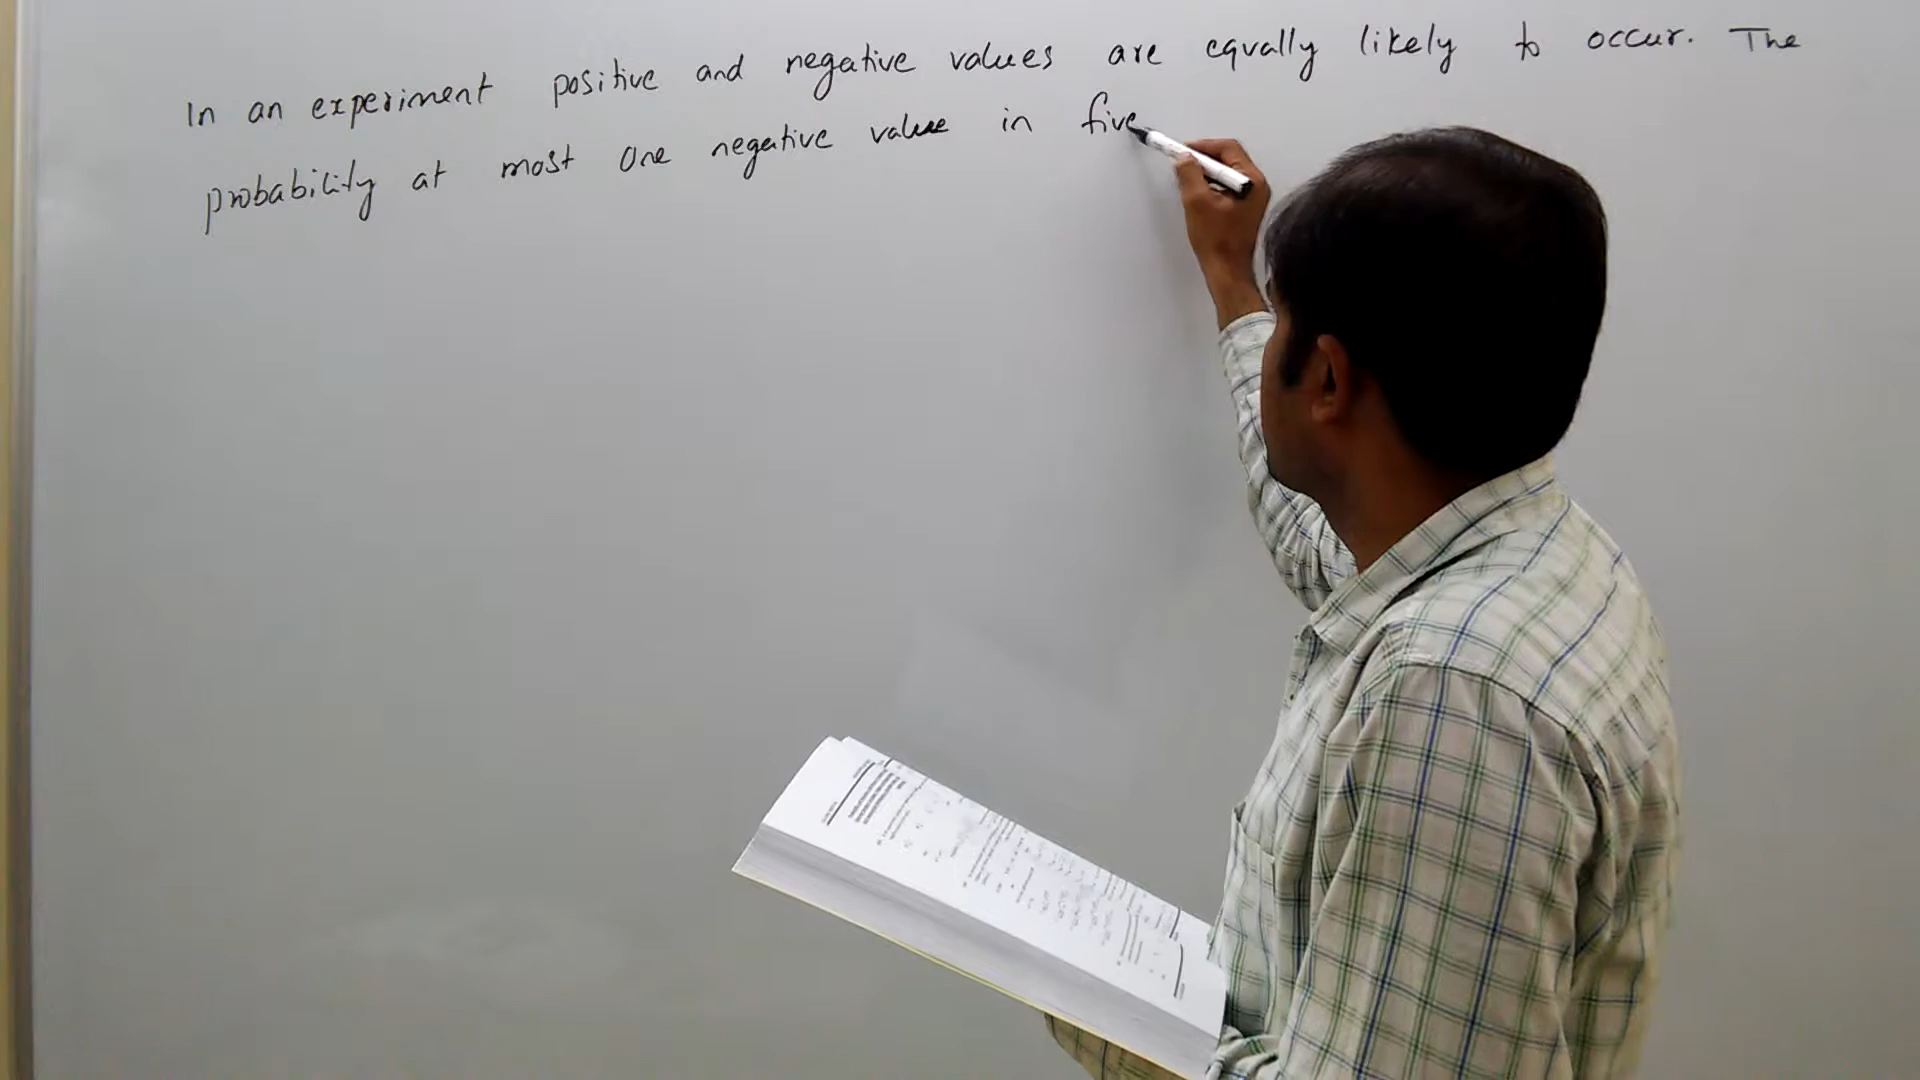 In an experiment positive and negative values are equally likely to occur. The
probability at most one negative value in five